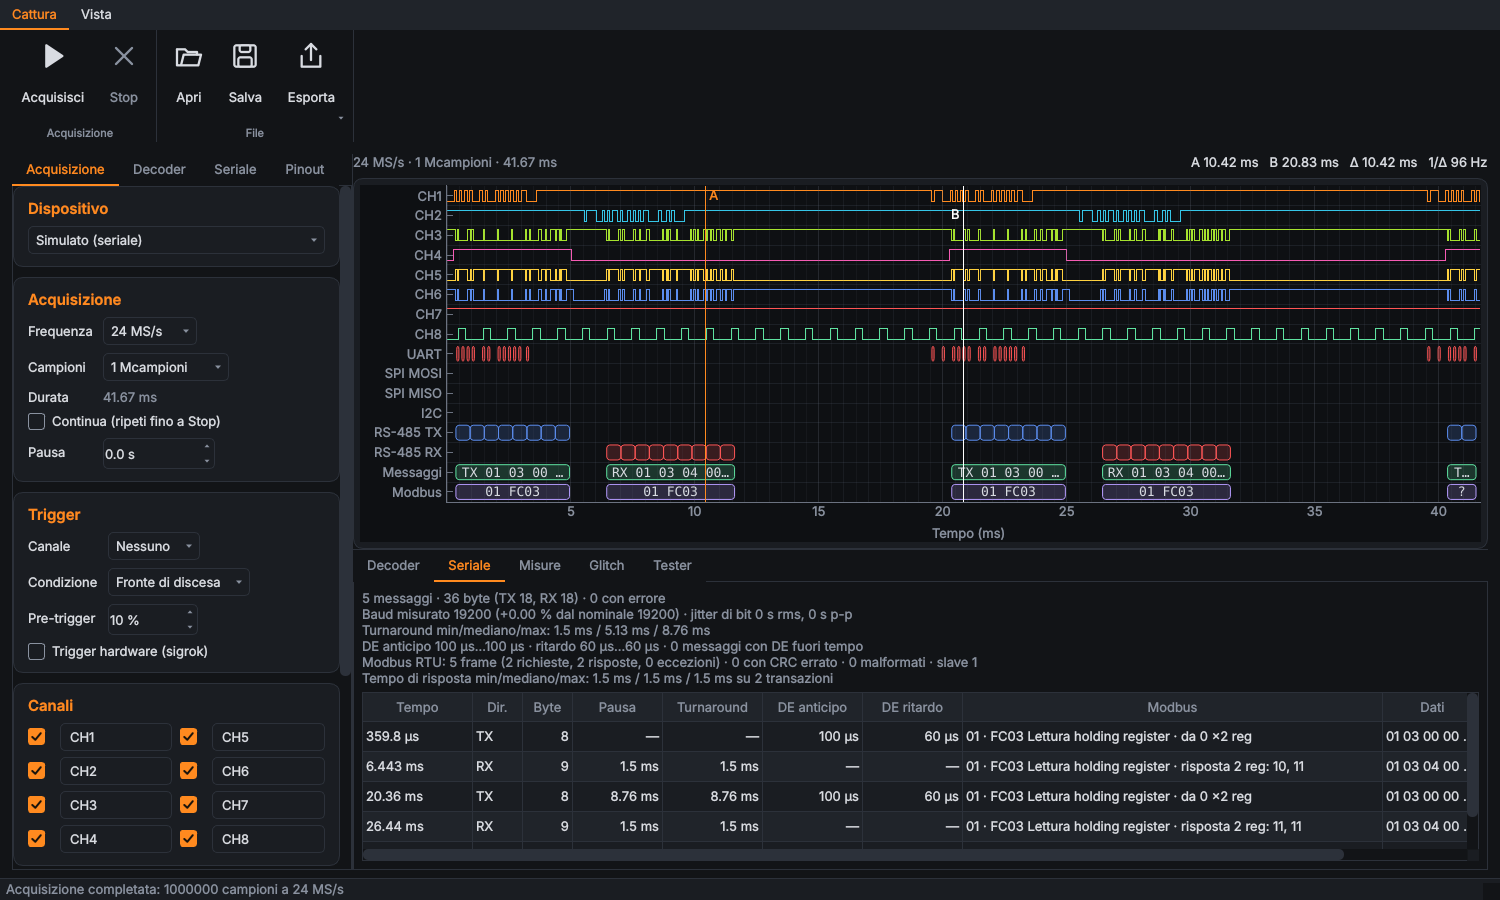 Cattura Vista
Acquisisci Stop Apri Salva Esporta
Acquisizione File
Acquisizione Decoder Seriale Pinout
24 MS/s · 1 Mcampioni · 41.67 ms
A 10.42 ms B 20.83 ms Δ 10.42 ms 1/Δ 96 Hz
Dispositivo
Simulato (seriale)
Acquisizione
Frequenza 24 MS/s
Campioni 1 Mcampioni
Durata 41.67 ms
Continua (ripeti fino a Stop)
Pausa 0.0 s
Trigger
Canale Nessuno
Condizione Fronte di discesa
Pre-trigger 10 %
Trigger hardware (sigrok)
Canali
CH1 CH5
CH2 CH6
CH3 CH7
CH4 CH8
CH1 A
CH2 B
CH3
CH4
CH5
CH6
CH7
CH8
UART
SPI MOSI
SPI MISO
I2C
RS-485 TX
RS-485 RX
Messaggi TX 01 03 00 … RX 01 03 04 00… TX 01 03 00 … RX 01 03 04 00… T…
Modbus 01 FC03 01 FC03 01 FC03 01 FC03 ?
5 10 15 20 25 30 35 40
Tempo (ms)
Decoder Seriale Misure Glitch Tester
5 messaggi · 36 byte (TX 18, RX 18) · 0 con errore
Baud misurato 19200 (+0.00 % dal nominale 19200) · jitter di bit 0 s rms, 0 s p-p
Turnaround min/mediano/max: 1.5 ms / 5.13 ms / 8.76 ms
DE anticipo 100 µs…100 µs · ritardo 60 µs…60 µs · 0 messaggi con DE fuori tempo
Modbus RTU: 5 frame (2 richieste, 2 risposte, 0 eccezioni) · 0 con CRC errato · 0 malformati · slave 1
Tempo di risposta min/mediano/max: 1.5 ms / 1.5 ms / 1.5 ms su 2 transazioni
Tempo Dir. Byte Pausa Turnaround DE anticipo DE ritardo Modbus Dati
359.8 µs TX 8 — — 100 µs 60 µs 01 · FC03 Lettura holding register · da 0 ×2 reg 01 03 00 00 .
6.443 ms RX 9 1.5 ms 1.5 ms — — 01 · FC03 Lettura holding register · risposta 2 reg: 10, 11 01 03 04 00 .
20.36 ms TX 8 8.76 ms 8.76 ms 100 µs 60 µs 01 · FC03 Lettura holding register · da 0 ×2 reg 01 03 00 00 .
26.44 ms RX 9 1.5 ms 1.5 ms — — 01 · FC03 Lettura holding register · risposta 2 reg: 11, 11 01 03 04 00 .
Acquisizione completata: 1000000 campioni a 24 MS/s